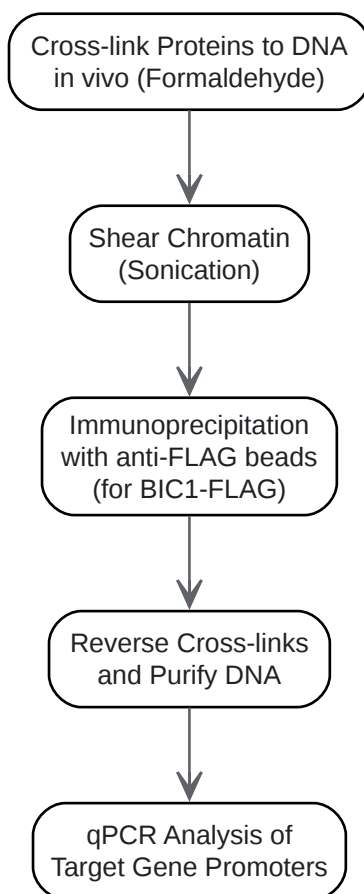 Cross-link Proteins to DNA
in vivo (Formaldehyde)
Shear Chromatin
(Sonication)
Immunoprecipitation
with anti-FLAG beads
(for BIC1-FLAG)
Reverse Cross-links
and Purify DNA
qPCR Analysis of
Target Gene Promoters